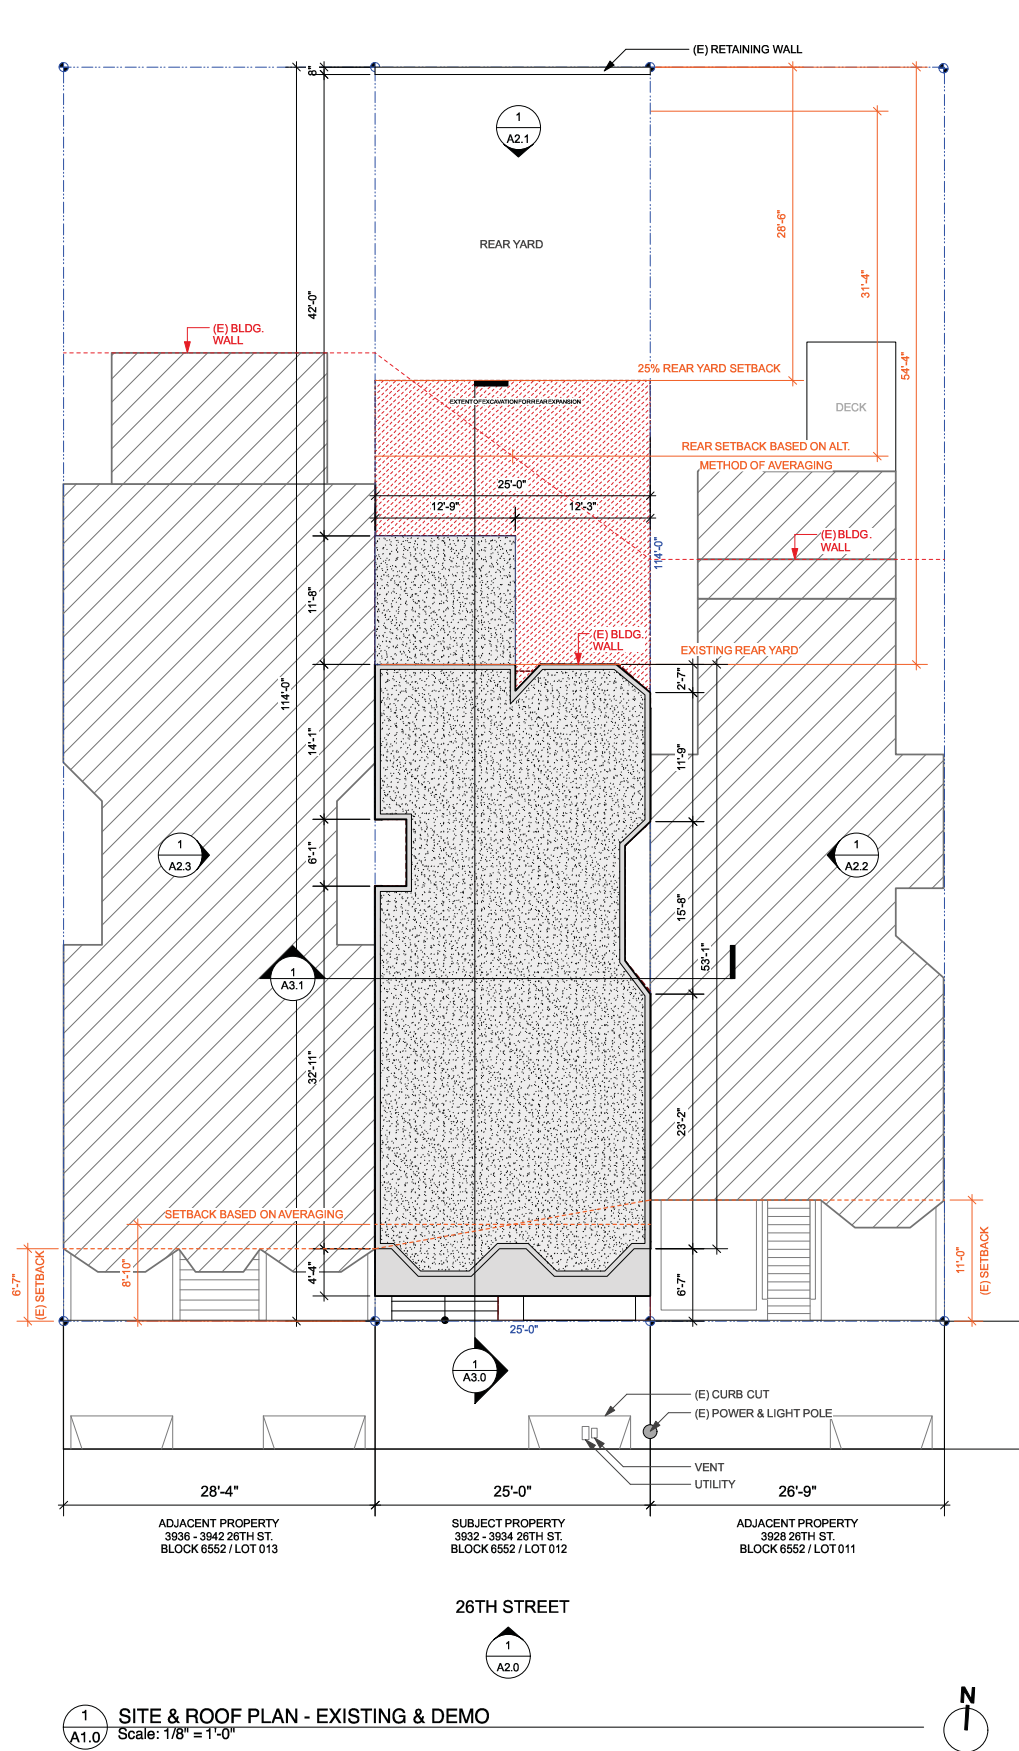 (E) RETAINING WALL
8"
1
A2.1
28'-6"
REAR YARD
31'-4"
42'-0"
(E) BLDG.
WALL
54'-4"
25% REAR YARD SETBACK
EXTENT OF EXCAVATION FOR REAR EXPANSION
DECK
REAR SETBACK BASED ON ALT.
METHOD OF AVERAGING
25'-0"
12'-9"
12'-3"
(E) BLDG.
WALL
114'-0"
11'-8"
(E) BLDG.
WALL
EXISTING REAR YARD
2'-7"
114'-0"
14'-1"
11'-9"
1
A2.3
6'-1"
1
A2.2
15'-8"
53'-1"
1
A3.1
32'-11"
23'-2"
SETBACK BASED ON AVERAGING
6'-7"
(E) SETBACK
8'-10"
4'-4"
6'-7"
11'-0"
(E) SETBACK
25'-0"
1
A3.0
(E) CURB CUT
(E) POWER & LIGHT POLE
VENT
UTILITY
28'-4"
25'-0"
26'-9"
ADJACENT PROPERTY
3936 - 3942 26TH ST.
BLOCK 6552 / LOT 013
SUBJECT PROPERTY
3932 - 3934 26TH ST.
BLOCK 6552 / LOT 012
ADJACENT PROPERTY
3928 26TH ST.
BLOCK 6552 / LOT 011
26TH STREET
1
A2.0
1
A1.0
SITE & ROOF PLAN - EXISTING & DEMO
Scale: 1/8" = 1'-0"
N